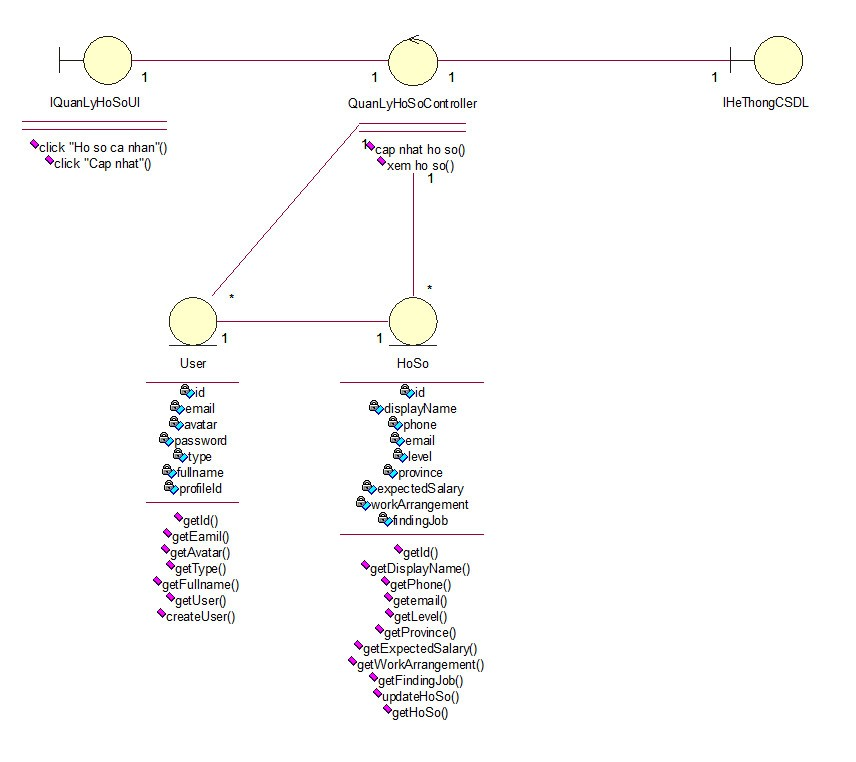 1
1
1
1
IQuanLyHoSoUI
QuanLyHoSoController
IHeThongCSDL
click "Ho so ca nhan"()
click "Cap nhat"()
1
cap nhat ho so()
xem ho so()
1
*
*
1
1
User
id
email
avatar
password
type
fullname
profileId
getId()
getEamil()
getAvatar()
getType()
getFullname()
getUser()
createUser()
HoSo
id
displayName
phone
email
level
province
expectedSalary
workArrangement
findingJob
getId()
getDisplayName()
getPhone()
getemail()
getLevel()
getProvince()
getExpectedSalary()
getWorkArrangement()
getFindingJob()
updateHoSo()
getHoSo()